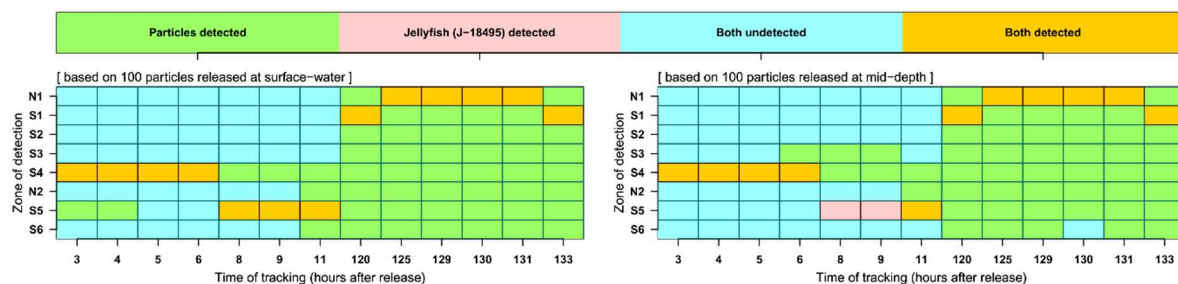 Particles detected
Jellyfish (J−18495) detected
Both undetected
Both detected
[ based on 100 particles released at surface−water ]
[ based on 100 particles released at mid−depth ]
Zone of detection
N1
S1
S2
S3
S4
N2
S5
S6
3 4 5 6 8 9 11 120 125 129 130 131 133
Time of tracking (hours after release)
Zone of detection
N1
S1
S2
S3
S4
N2
S5
S6
3 4 5 6 8 9 11 120 125 129 130 131 133
Time of tracking (hours after release)